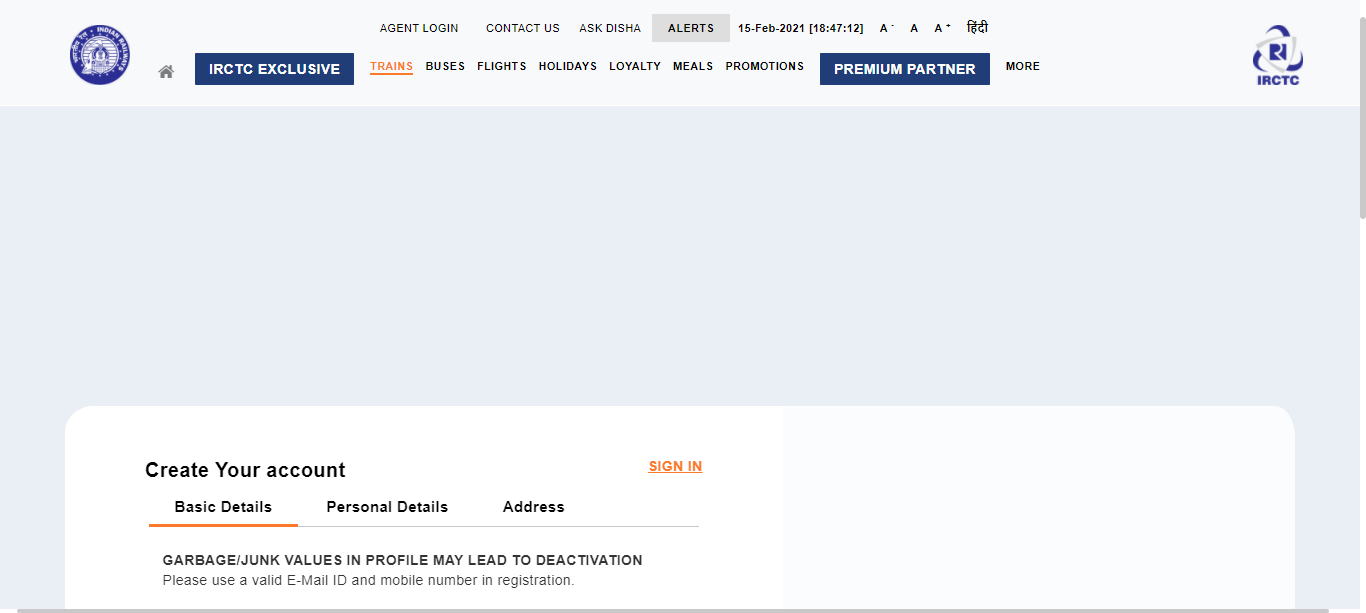 AGENT LOGIN CONTACT US ASK DISHA ALERTS 15-Feb-2021 [18:47:12] A- A A+ हिंदी
IRCTC EXCLUSIVE TRAINS BUSES FLIGHTS HOLIDAYS LOYALTY MEALS PROMOTIONS PREMIUM PARTNER MORE
IRCTC
Create Your account SIGN IN
Basic Details Personal Details Address
GARBAGE/JUNK VALUES IN PROFILE MAY LEAD TO DEACTIVATION
Please use a valid E-Mail ID and mobile number in registration.